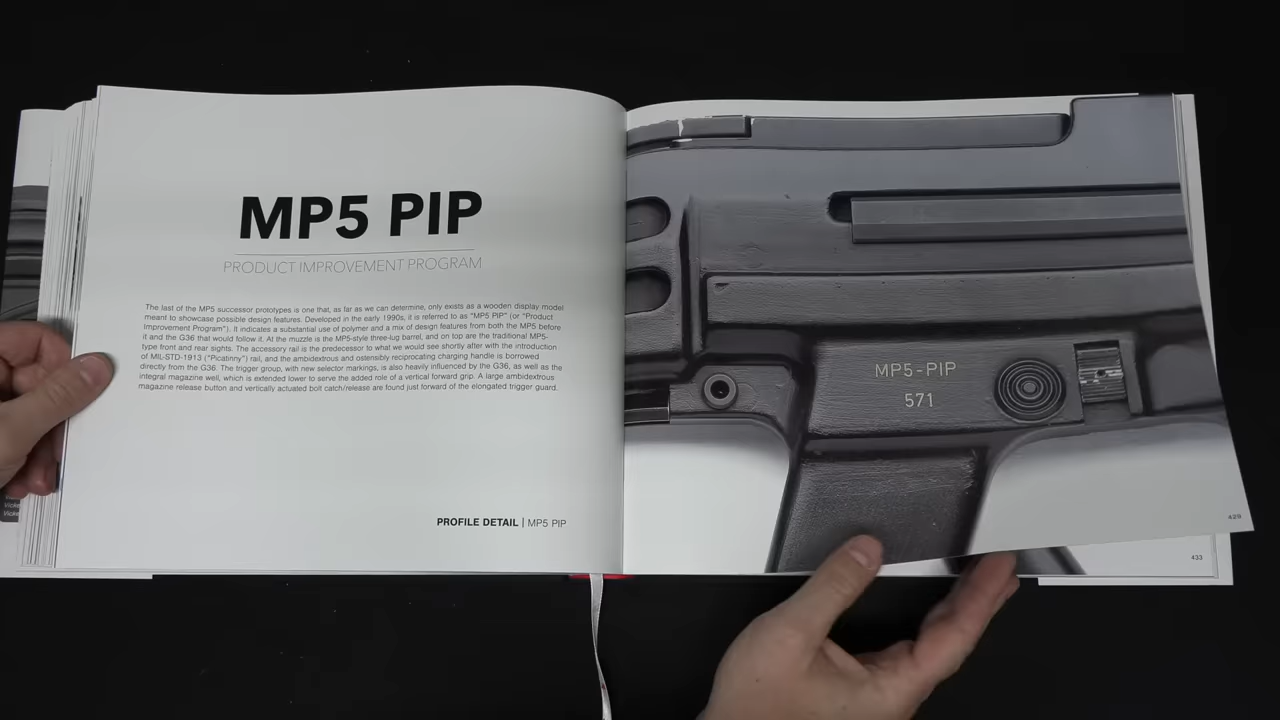 MP5 PIP
PRODUCT IMPROVEMENT PROGRAM
The last of the MP5 successor prototypes is one that, as far as we can determine, only exists as a wooden display model
meant to showcase possible design features. Developed in the early 1990s, it is referred to as "MP5 PIP" (or "Product
Improvement Program"). It indicates a substantial use of polymer and a mix of design features from both the MP5 before
it and the G36 that would follow it. At the muzzle is the MP5-style three-lug barrel, and on top are the traditional MP5-
type front and rear sights. The accessory rail is the predecessor to what we would see shortly after with the introduction
of MIL-STD-1913 ("Picatinny") rail, and the ambidextrous and ostensibly reciprocating charging handle is borrowed
directly from the G36. The trigger group, with new selector markings, is also heavily influenced by the G36, as well as the
integral magazine well, which is extended lower to serve the added role of a vertical forward grip. A large ambidextrous
magazine release button and vertically actuated bolt catch/release are found just forward of the elongated trigger guard.
PROFILE DETAIL | MP5 PIP
MP5-PIP
571
433